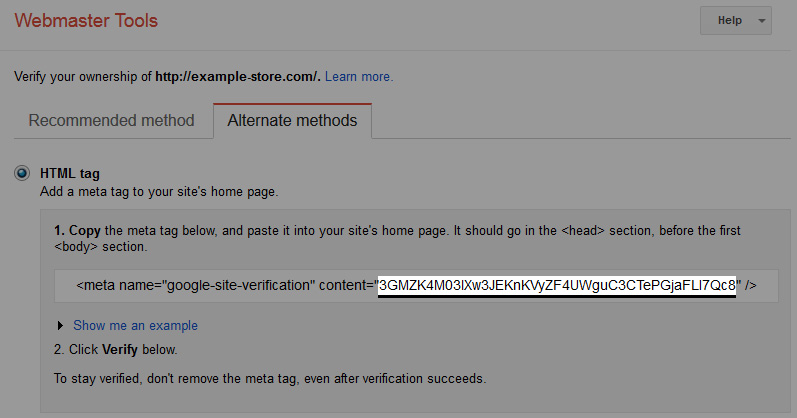 Webmaster Tools
Help
Verify your ownership of http://example-store.com/. Learn more.
Recommended method
Alternate methods
HTML tag
Add a meta tag to your site's home page.
1. Copy the meta tag below, and paste it into your site's home page. It should go in the <head> section, before the first
<body> section.
<meta name="google-site-verification" content="3GMZK4M03lXw3JEKnKVyZF4UWguC3CTePGjaFLl7Qc8" />
Show me an example
2. Click Verify below.
To stay verified, don't remove the meta tag, even after verification succeeds.